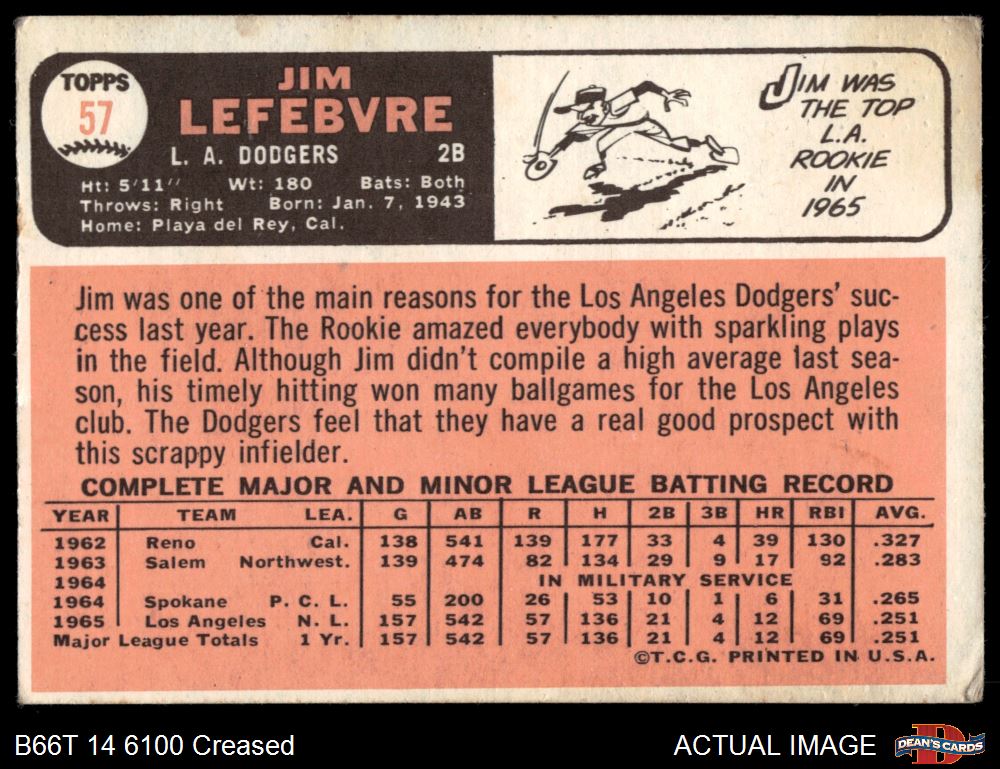 TOPPS
57
JIM
LEFEBVRE
L. A. DODGERS 2B
Ht: 5'11" Wt: 180 Bats: Both
Throws: Right Born: Jan. 7, 1943
Home: Playa del Rey, Cal.
JIM WAS
THE TOP
L.A.
ROOKIE
IN
1965
Jim was one of the main reasons for the Los Angeles Dodgers' suc-
cess last year. The Rookie amazed everybody with sparkling plays
in the field. Although Jim didn't compile a high average last sea-
son, his timely hitting won many ballgames for the Los Angeles
club. The Dodgers feel that they have a real good prospect with
this scrappy infielder.
COMPLETE MAJOR AND MINOR LEAGUE BATTING RECORD
YEAR TEAM LEA. G AB R H 2B 3B HR RBI AVG.
1962 Reno Cal. 138 541 139 177 33 4 39 130 .327
1963 Salem Northwest. 139 474 82 134 29 9 17 92 .283
1964 IN MILITARY SERVICE
1964 Spokane P. C. L. 55 200 26 53 10 1 6 31 .265
1965 Los Angeles N. L. 157 542 57 136 21 4 12 69 .251
Major League Totals 1 Yr. 157 542 57 136 21 4 12 69 .251
©T.C.G. PRINTED IN U.S.A.
B66T 14 6100 Creased
ACTUAL IMAGE
DEAN'S CARDS